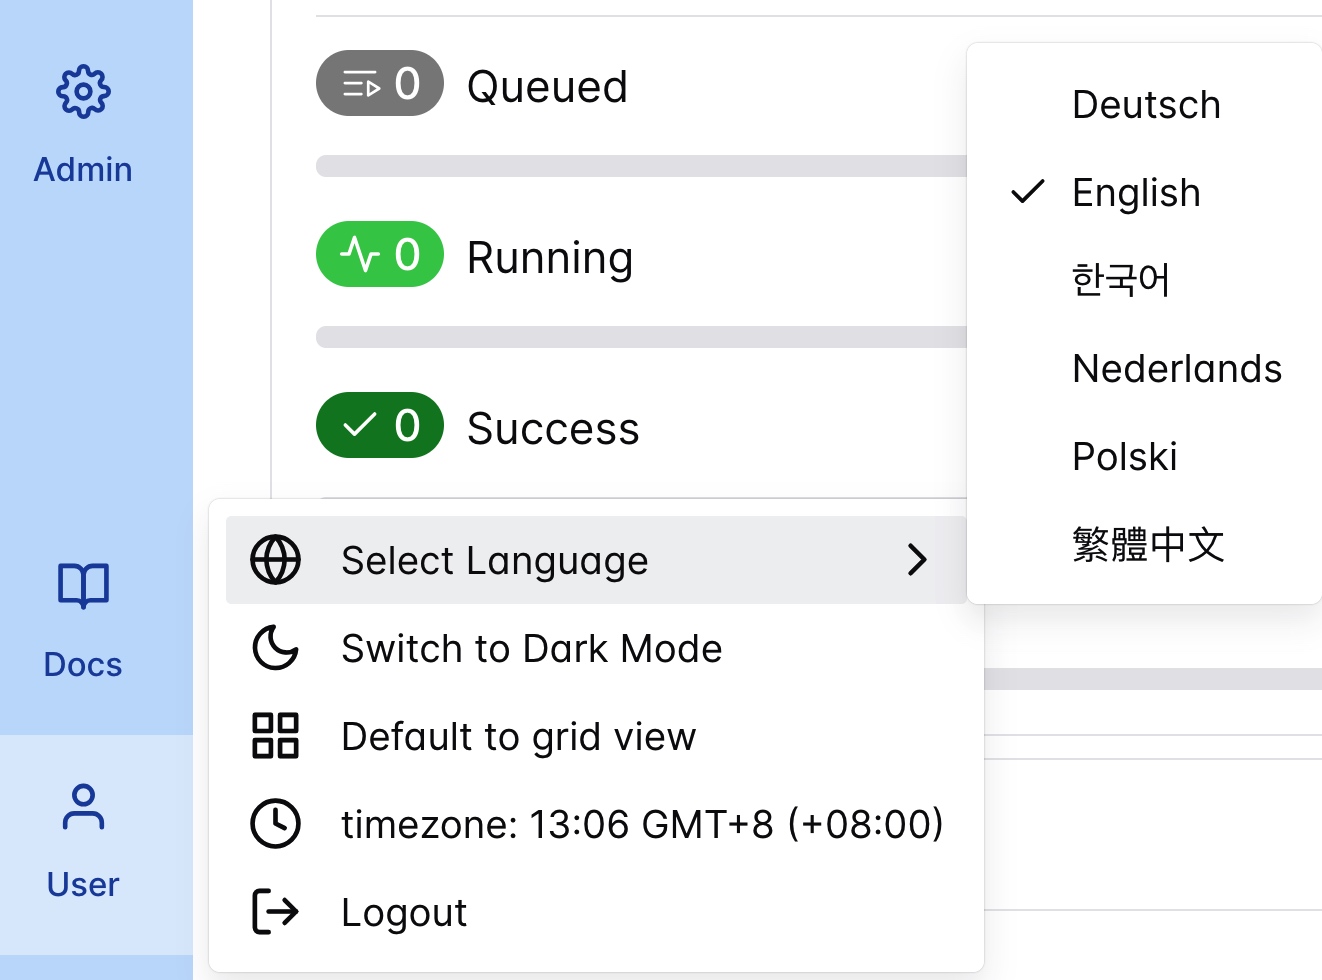 Admin
0 Queued
0 Running
0 Success
Docs
User
Select Language
Switch to Dark Mode
Default to grid view
timezone: 13:06 GMT+8 (+08:00)
Logout
Deutsch
English
한국어
Nederlands
Polski
繁體中文